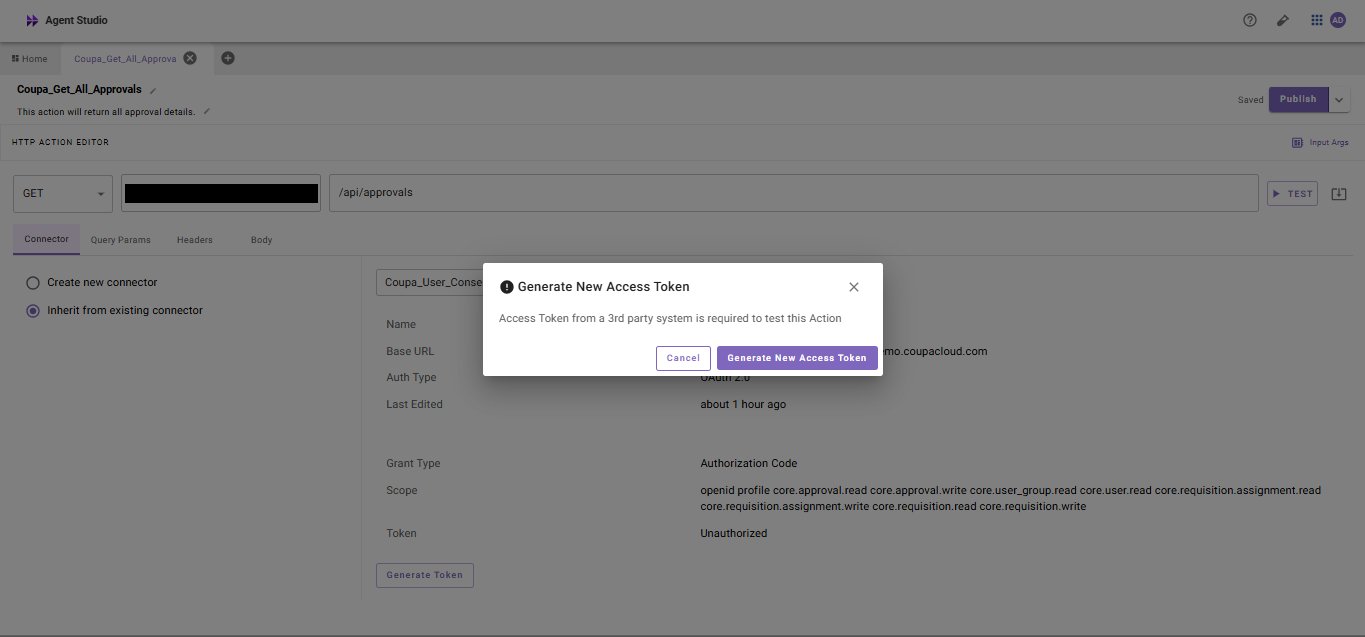 Agent Studio
AD
Home
Coupa_Get_All_Approva
Coupa_Get_All_Approvals
This action will return all approval details.
Saved
Publish
HTTP ACTION EDITOR
Input Args
GET
/api/approvals
TEST
Connector
Query Params
Headers
Body
Create new connector
Inherit from existing connector
Coupa_User_Conse
Generate New Access Token
Access Token from a 3rd party system is required to test this Action
Cancel
Generate New Access Token
Name
Base URL
emo.coupacloud.com
Auth Type
OAuth 2.0
Last Edited
about 1 hour ago
Grant Type
Authorization Code
Scope
openid profile core.approval.read core.approval.write core.user_group.read core.user.read core.requisition.assignment.read
core.requisition.assignment.write core.requisition.read core.requisition.write
Token
Unauthorized
Generate Token